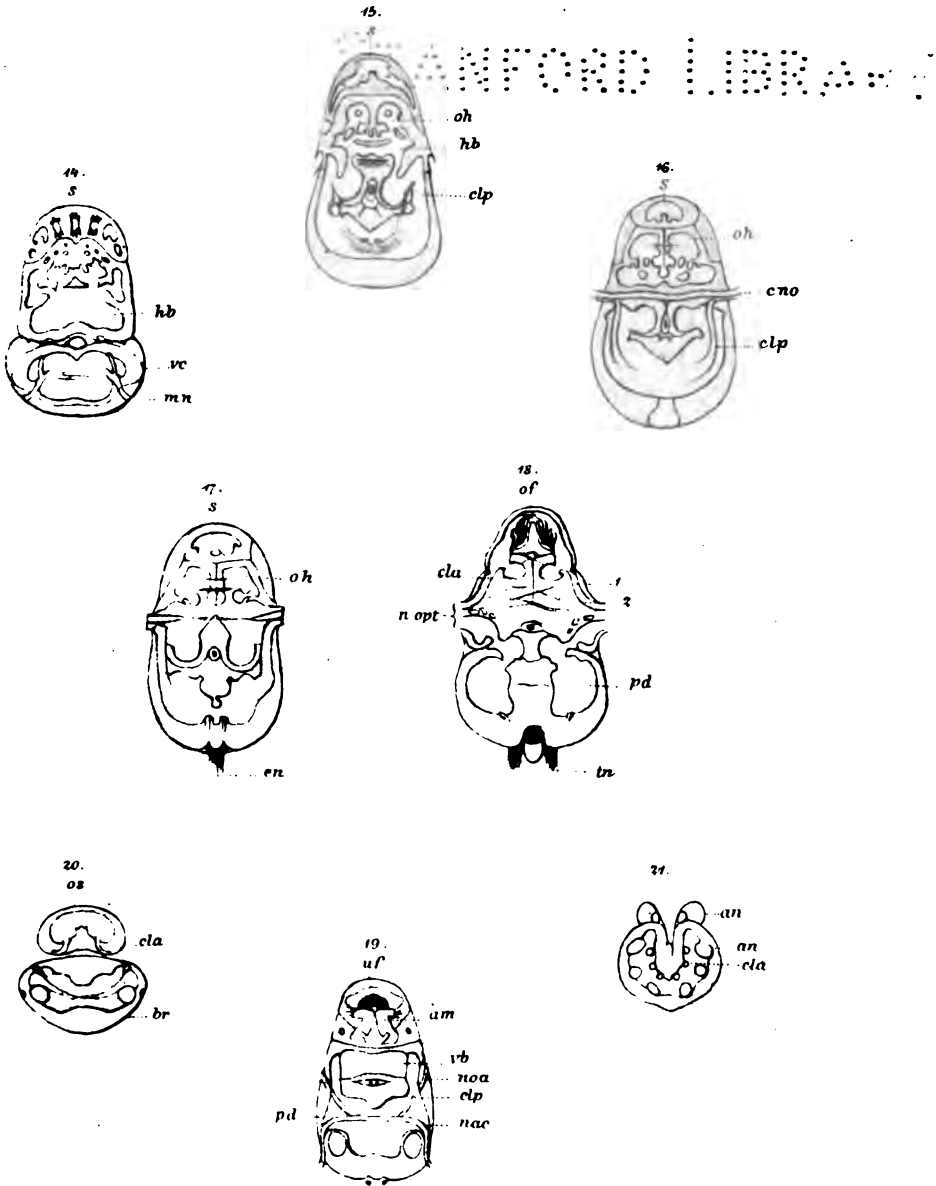 15.
s
ANFORD LIBRAR
oh
hb
clp
14.
s
hb
vc
mn
16.
s
oh
cno
clp
17.
s
oh
en
18.
of
cla
n opt
1
2
pd
tn
20.
os
cla
br
19.
uf
am
vb
noa
clp
pd
nac
21.
an
an
cla